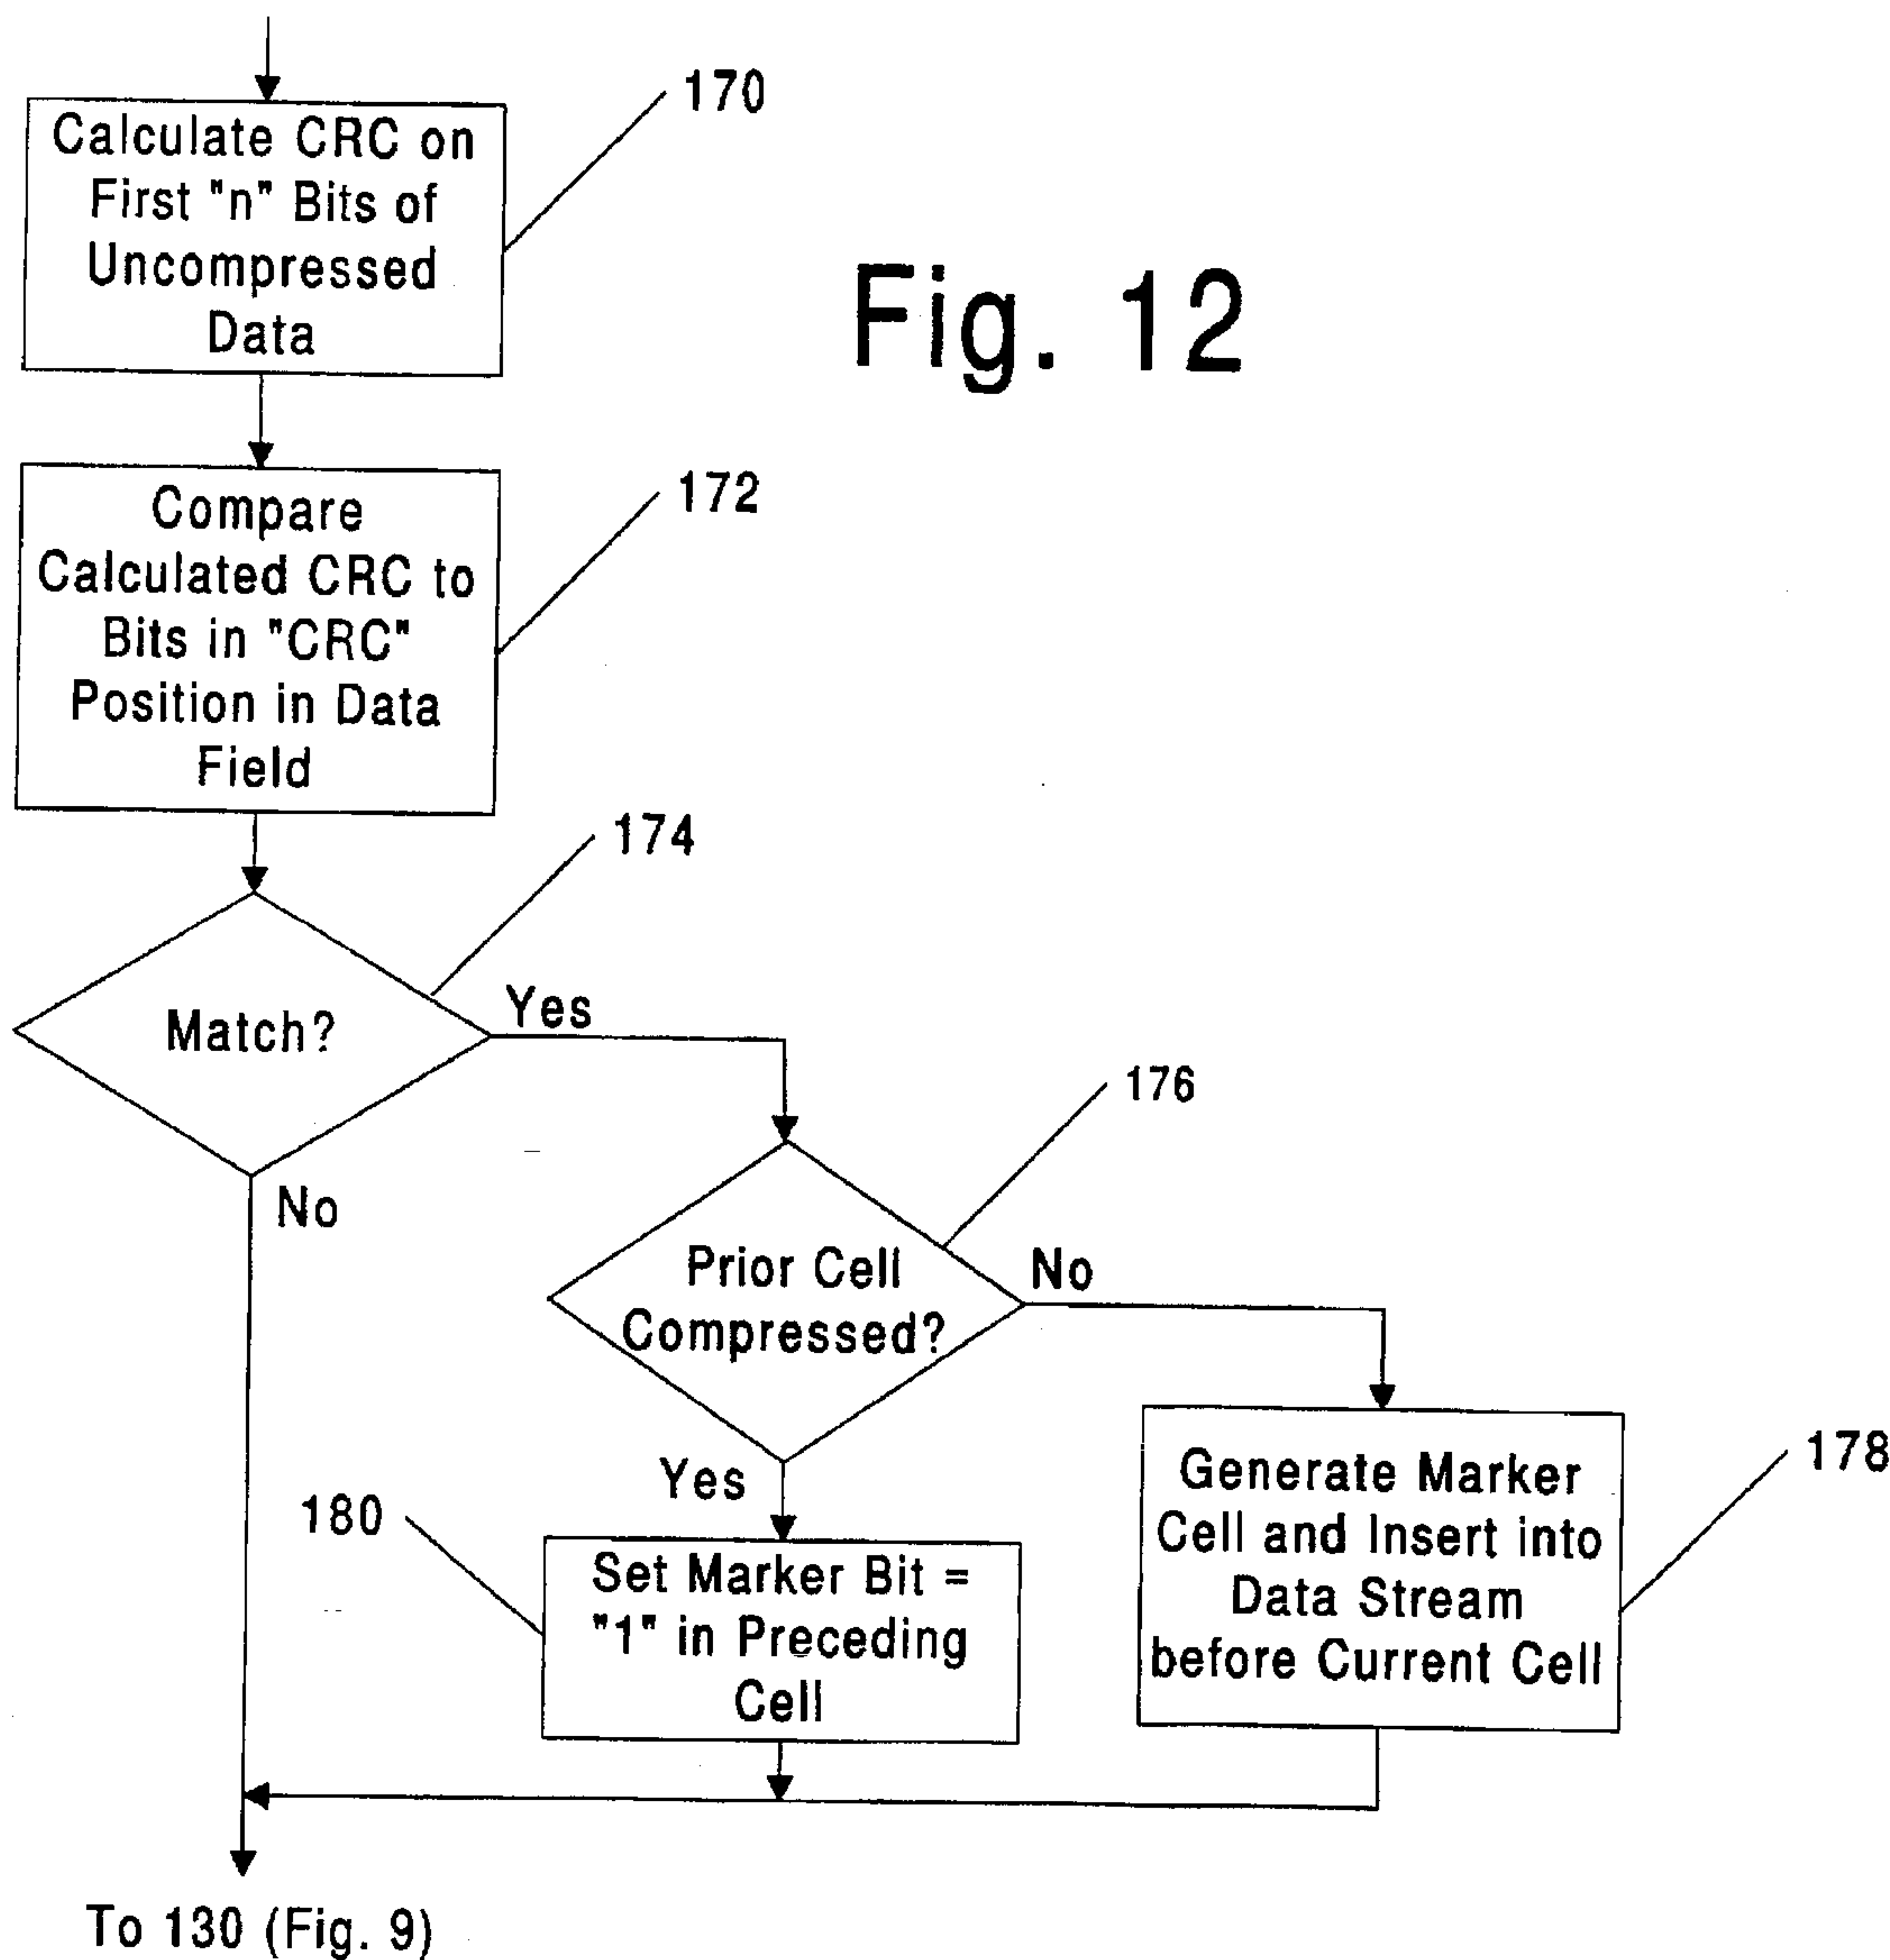 170
Calculate CRC on
First "n" Bits of
Uncompressed
Data
Fig. 12
172
Compare
Calculated CRC to
Bits in "CRC"
Position in Data
Field
174
Match?
Yes
No
176
Prior Cell
Compressed?
No
Yes
178
Generate Marker
Cell and Insert into
Data Stream
before Current Cell
180
Set Marker Bit =
"1" in Preceding
Cell
To 130 (Fig. 9)